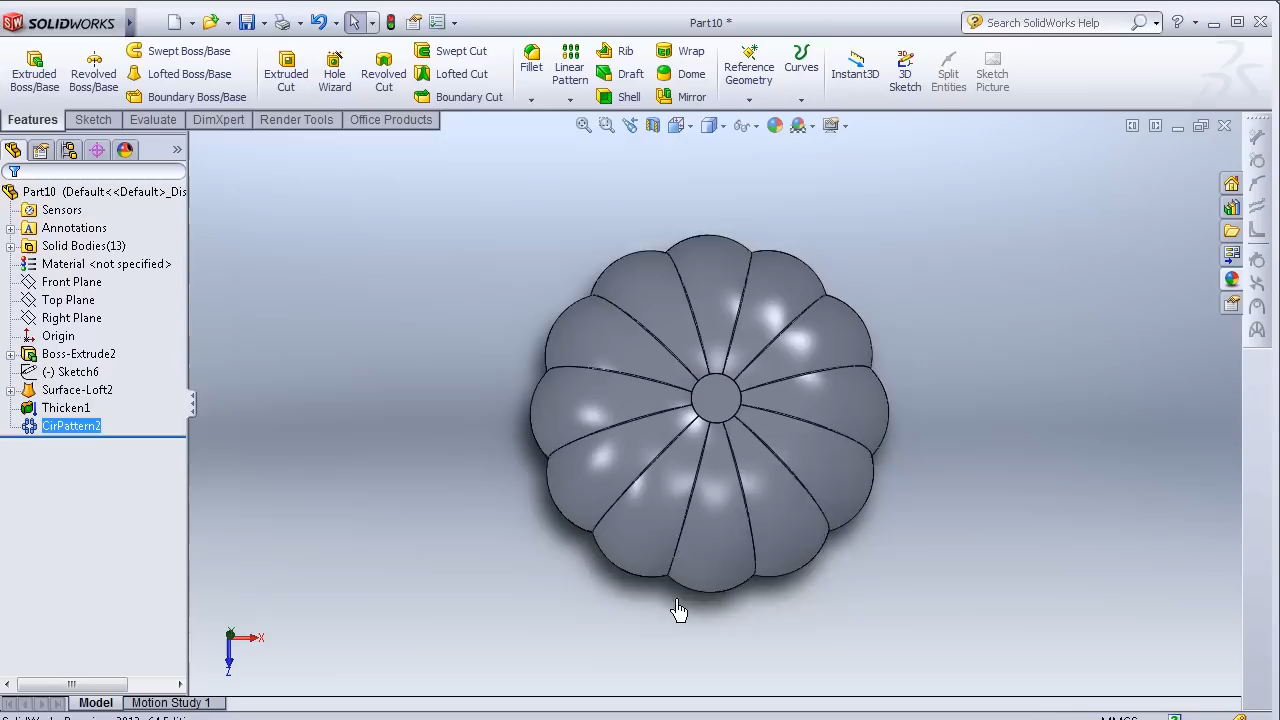 SOLIDWORKS
Part10 *
Search SolidWorks Help
Extruded Boss/Base
Revolved Boss/Base
Swept Boss/Base
Lofted Boss/Base
Boundary Boss/Base
Extruded Cut
Hole Wizard
Revolved Cut
Swept Cut
Lofted Cut
Boundary Cut
Fillet
Linear Pattern
Rib
Draft
Shell
Wrap
Dome
Mirror
Reference Geometry
Curves
Instant3D
3D Sketch
Split Entities
Sketch Picture
Features
Sketch
Evaluate
DimXpert
Render Tools
Office Products
Part10 (Default<<Default>_Dis
Sensors
Annotations
Solid Bodies(13)
Material <not specified>
Front Plane
Top Plane
Right Plane
Origin
Boss-Extrude2
(-) Sketch6
Surface-Loft2
Thicken1
CirPattern2
X
Z
Model
Motion Study 1